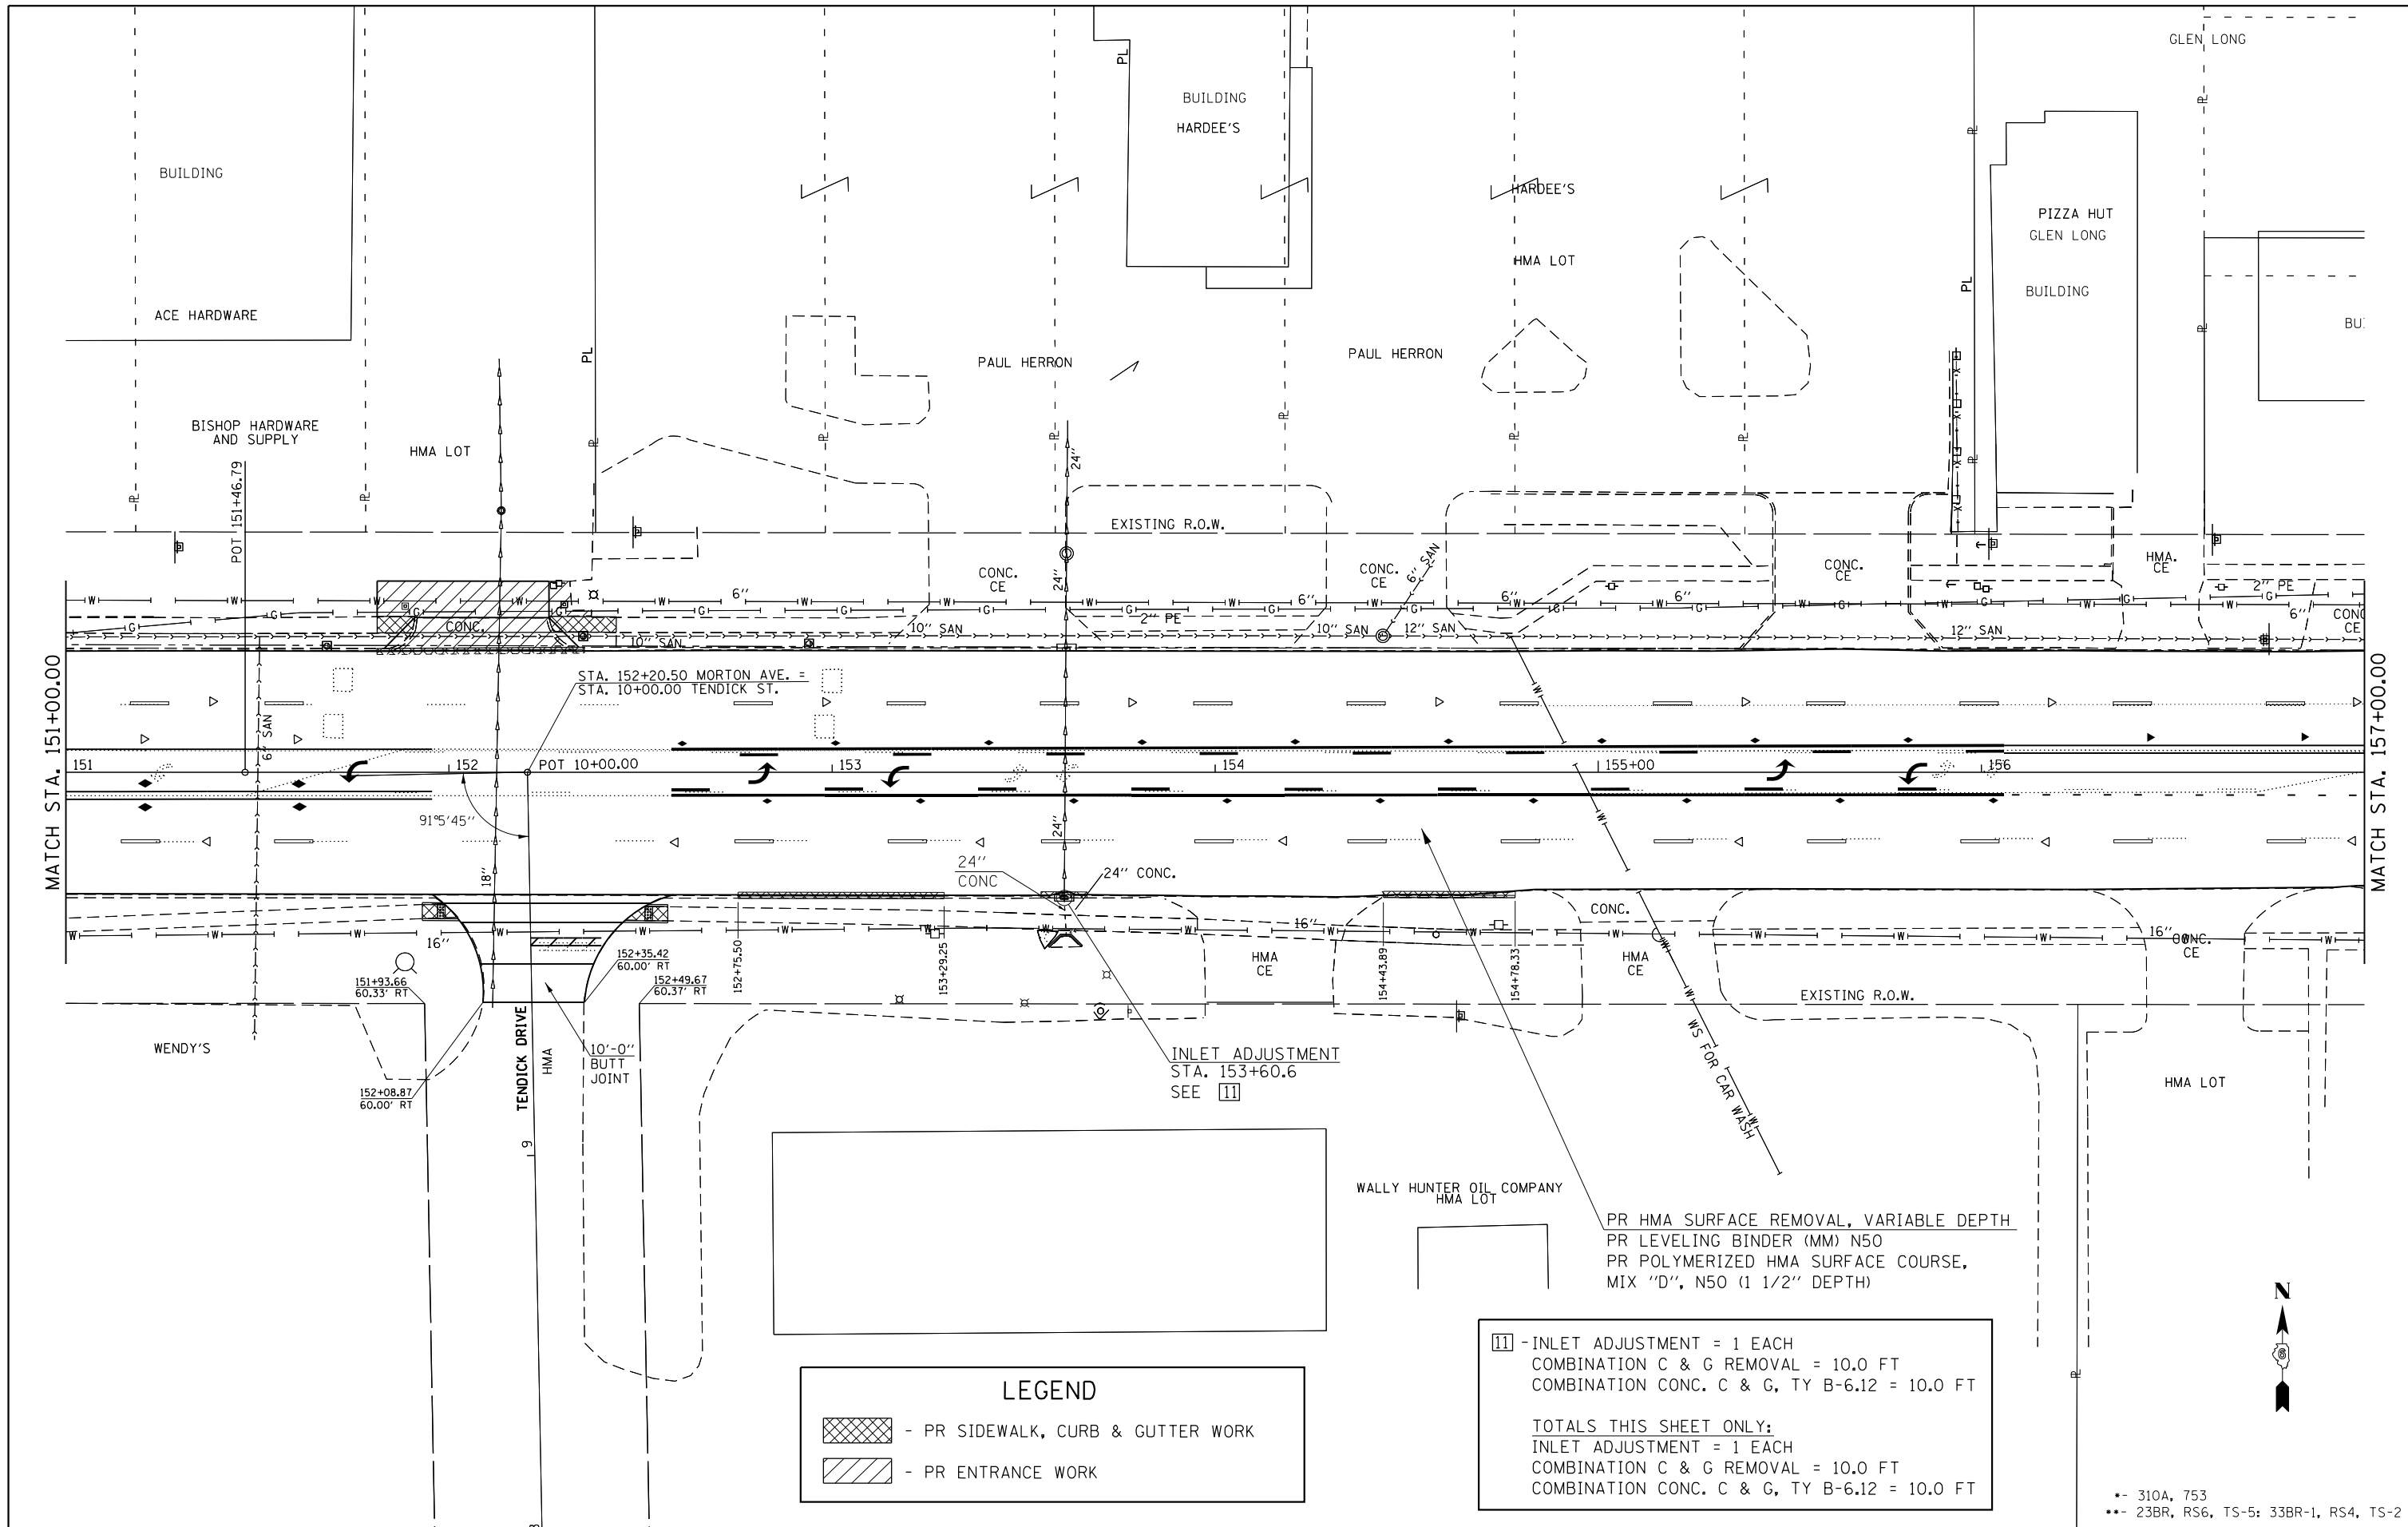 GLEN LONG
PL
BUILDING
HARDEE'S
BUILDING
HARDEE'S
PIZZA HUT
GLEN LONG
HMA LOT
BUILDING
PL
ACE HARDWARE
PL
PAUL HERRON
PAUL HERRON
BISHOP HARDWARE
AND SUPPLY
HMA LOT
POT 151+46.79
24''
EXISTING R.O.W.
CONC.
CE
24''
CONC.
CE
6'' SAN
CONC.
CE
HMA.
CE
2'' PE
6''
6''
6''
6''
6''
CONC.
2'' PE
10'' SAN
10'' SAN
12'' SAN
12'' SAN
10'' SAN
MATCH STA. 151+00.00
STA. 152+20.50 MORTON AVE. =
STA. 10+00.00 TENDICK ST.
6'' SAN
MATCH STA. 157+00.00
151
152
POT 10+00.00
153
154
155+00
156
91°5'45''
24''
18''
24''
CONC
24'' CONC.
16''
16''
CONC.
16''
CONC.
CE
HMA
CE
HMA
CE
151+93.66
60.33' RT
152+35.42
60.00' RT
152+49.67
60.37' RT
152+75.50
153+29.25
154+43.89
154+78.33
EXISTING R.O.W.
WENDY'S
TENDICK DRIVE
HMA
10'-0''
BUTT
JOINT
152+08.87
60.00' RT
INLET ADJUSTMENT
STA. 153+60.6
SEE 11
WS FOR CAR WASH
HMA LOT
9
WALLY HUNTER OIL COMPANY
HMA LOT
PR HMA SURFACE REMOVAL, VARIABLE DEPTH
PR LEVELING BINDER (MM) N50
PR POLYMERIZED HMA SURFACE COURSE,
MIX "D", N50 (1 1/2'' DEPTH)
N
6
LEGEND
- PR SIDEWALK, CURB & GUTTER WORK
- PR ENTRANCE WORK
11 - INLET ADJUSTMENT = 1 EACH
COMBINATION C & G REMOVAL = 10.0 FT
COMBINATION CONC. C & G, TY B-6.12 = 10.0 FT
TOTALS THIS SHEET ONLY:
INLET ADJUSTMENT = 1 EACH
COMBINATION C & G REMOVAL = 10.0 FT
COMBINATION CONC. C & G, TY B-6.12 = 10.0 FT
*- 310A, 753
**- 23BR, RS6, TS-5; 33BR-1, RS4, TS-2